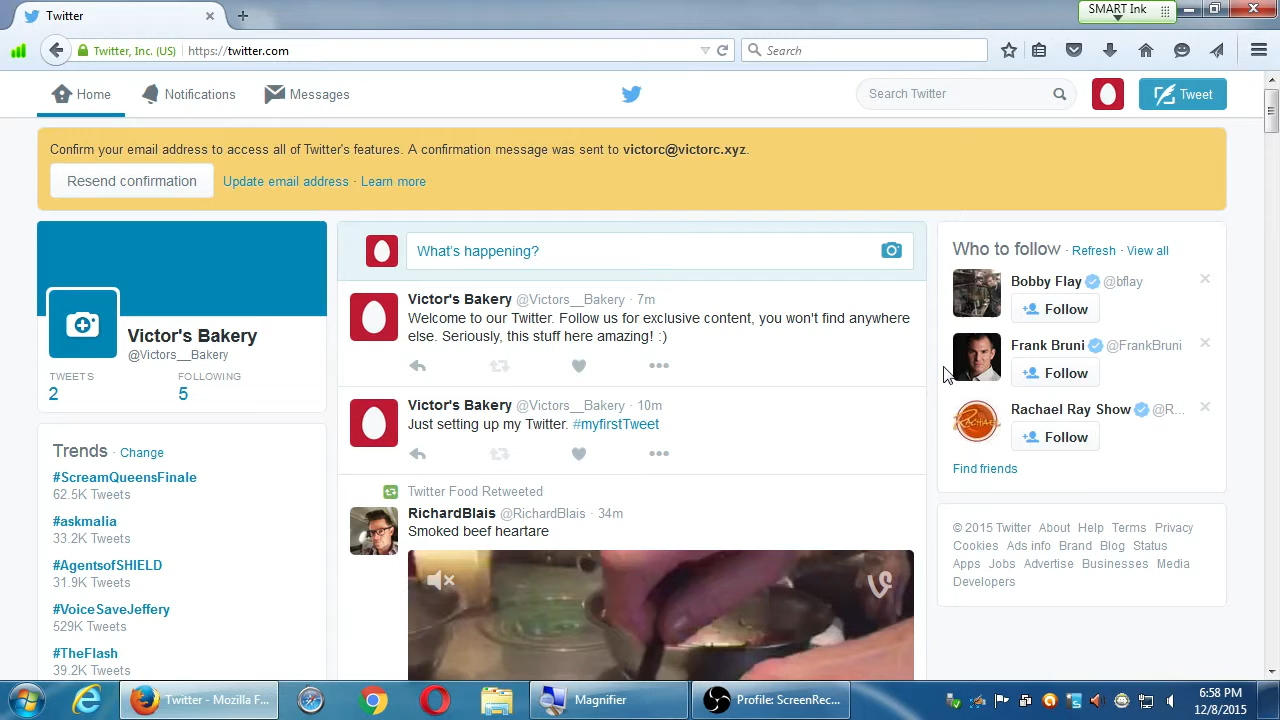 Twitter
SMART Ink
Twitter, Inc. (US)
https://twitter.com
Search
Home
Notifications
Messages
Search Twitter
Tweet
Confirm your email address to access all of Twitter's features. A confirmation message was sent to victorc@victorc.xyz.
Resend confirmation
Update email address · Learn more
Victor's Bakery
@Victors__Bakery
TWEETS
2
FOLLOWING
5
Trends · Change
#ScreamQueensFinale
62.5K Tweets
#askmalia
33.2K Tweets
#AgentsofSHIELD
31.9K Tweets
#VoiceSaveJeffery
529K Tweets
#TheFlash
39.2K Tweets
What's happening?
Victor's Bakery @Victors__Bakery · 7m
Welcome to our Twitter. Follow us for exclusive content, you won't find anywhere
else. Seriously, this stuff here amazing! :)
Victor's Bakery @Victors__Bakery · 10m
Just setting up my Twitter. #myfirstTweet
Twitter Food Retweeted
RichardBlais @RichardBlais · 34m
Smoked beef heartare
Who to follow · Refresh · View all
Bobby Flay @bflay
Follow
Frank Bruni @FrankBruni
Follow
Rachael Ray Show @R...
Follow
Find friends
© 2015 Twitter About Help Terms Privacy
Cookies Ads info Brand Blog Status
Apps Jobs Advertise Businesses Media
Developers
Twitter - Mozilla F...
Magnifier
Profile: ScreenRec...
6:58 PM
12/8/2015